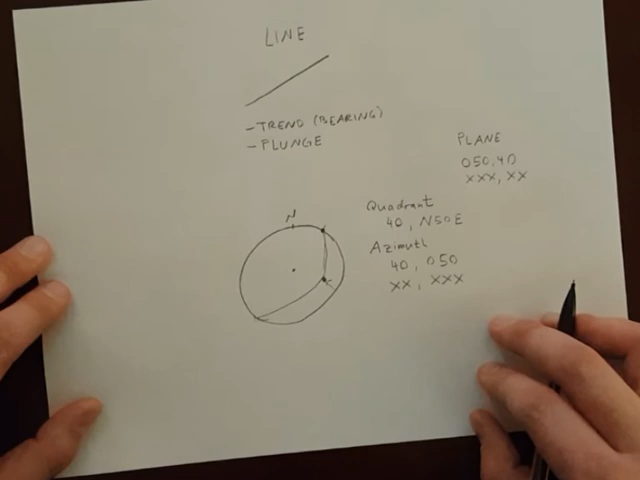 LINE
- TREND (BEARING)
- PLUNGE
PLANE
050,40
xxx, xx
N
Quadrant
40, N50E
Azimuth
40, 050
xx, xxx